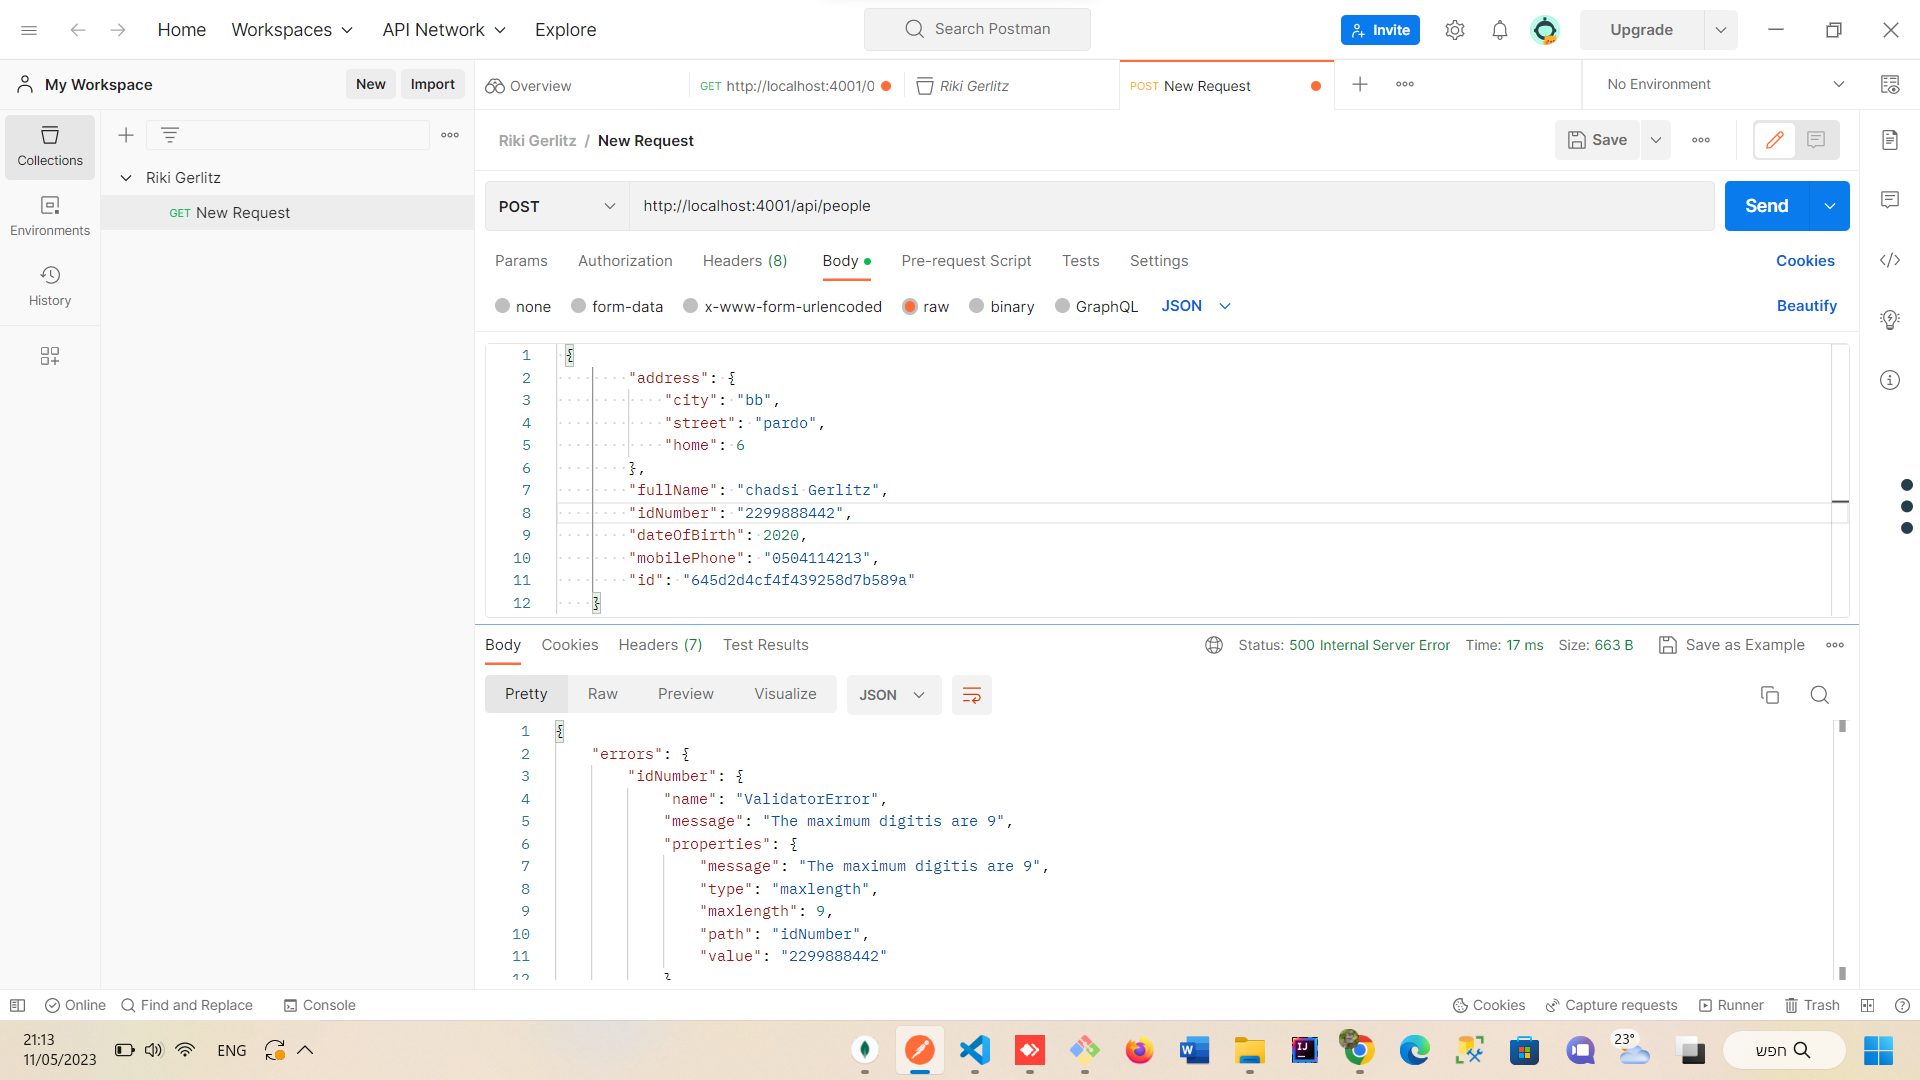 Home
Workspaces
API Network
Explore
Search Postman
Invite
Upgrade
My Workspace
New
Import
Overview
GET http://localhost:4001/0
Riki Gerlitz
POST New Request
No Environment
Collections
Environments
History
Riki Gerlitz
GET New Request
Riki Gerlitz / New Request
Save
POST
http://localhost:4001/api/people
Send
Params
Authorization
Headers (8)
Body
Pre-request Script
Tests
Settings
Cookies
none
form-data
x-www-form-urlencoded
raw
binary
GraphQL
JSON
Beautify
1 {
2 "address": {
3 "city": "bb",
4 "street": "pardo",
5 "home": 6
6 },
7 "fullName": "chadsi Gerlitz",
8 "idNumber": "2299888442",
9 "dateOfBirth": 2020,
10 "mobilePhone": "0504114213",
11 "id": "645d2d4cf4f439258d7b589a"
12 }
Body
Cookies
Headers (7)
Test Results
Status: 500 Internal Server Error
Time: 17 ms
Size: 663 B
Save as Example
Pretty
Raw
Preview
Visualize
JSON
1 {
2 "errors": {
3 "idNumber": {
4 "name": "ValidatorError",
5 "message": "The maximum digitis are 9",
6 "properties": {
7 "message": "The maximum digitis are 9",
8 "type": "maxlength",
9 "maxlength": 9,
10 "path": "idNumber",
11 "value": "2299888442"
12 }
Online
Find and Replace
Console
Cookies
Capture requests
Runner
Trash
21:13
11/05/2023
ENG
23°
חפש